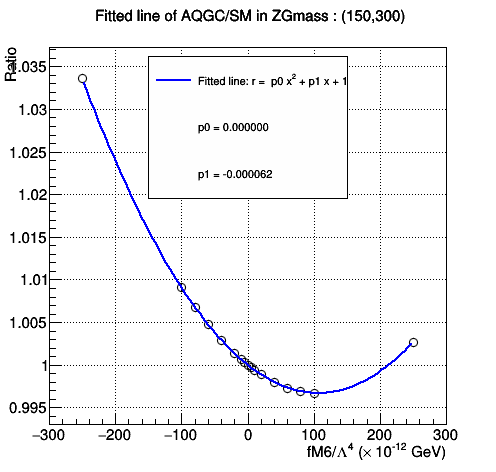 Fitted line of AQGC/SM in ZGmass : (150,300)
Ratio
1.035
1.03
1.025
1.02
1.015
1.01
1.005
1
0.995
Fitted line: r = p0 x² + p1 x + 1
p0 = 0.000000
p1 = -0.000062
−300 −200 −100 0 100 200 300
fM6/Λ⁴ (× 10⁻¹² GeV)